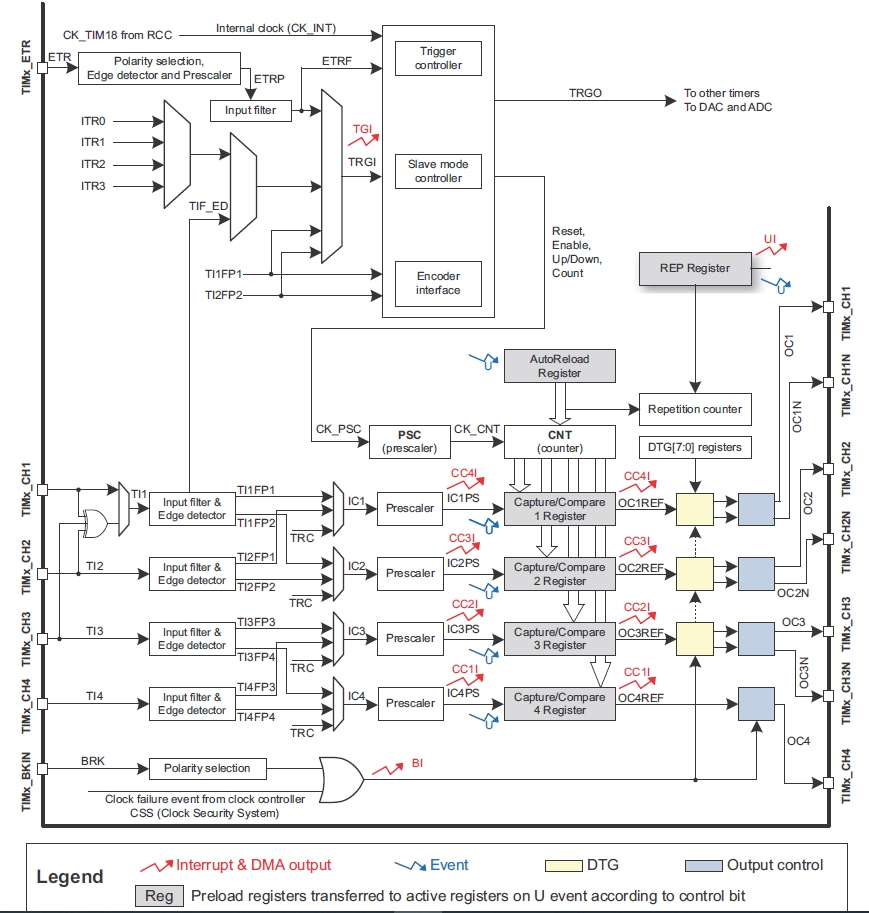 CK_TIM18 from RCC
Internal clock (CK_INT)
TIMx_ETR
ETR
Polarity selection,
Edge detector and Prescaler
ETRP
ETRF
Input filter
Trigger
controller
TRGO
To other timers
To DAC and ADC
ITR0
ITR1
ITR2
ITR3
TGI
TRGI
Slave mode
controller
TIF_ED
Reset,
Enable,
Up/Down,
Count
TI1FP1
TI2FP2
Encoder
interface
REP Register
UI
AutoReload
Register
Repetition counter
DTG[7:0] registers
CK_PSC
PSC
(prescaler)
CK_CNT
CNT
(counter)
TIMx_CH1
TI1
Input filter &
Edge detector
TI1FP1
TI1FP2
TRC
IC1
Prescaler
CC4I
IC1PS
Capture/Compare
1 Register
CC4I
OC1REF
OC1
TIMx_CH1
OC1N
TIMx_CH1N
TIMx_CH2
TI2
Input filter &
Edge detector
TI2FP1
TI2FP2
TRC
IC2
Prescaler
CC3I
IC2PS
Capture/Compare
2 Register
CC3I
OC2REF
OC2
TIMx_CH2
OC2N
TIMx_CH2N
TIMx_CH3
TI3
Input filter &
Edge detector
TI3FP3
TI3FP4
TRC
IC3
Prescaler
CC2I
IC3PS
Capture/Compare
3 Register
CC2I
OC3REF
OC3
TIMx_CH3
OC3N
TIMx_CH3N
TIMx_CH4
TI4
Input filter &
Edge detector
TI4FP3
TI4FP4
TRC
IC4
Prescaler
CC1I
IC4PS
Capture/Compare
4 Register
CC1I
OC4REF
OC4
TIMx_CH4
TIMx_BKIN
BRK
Polarity selection
BI
Clock failure event from clock controller
CSS (Clock Security System)
Legend
Interrupt & DMA output
Event
DTG
Output control
Reg
Preload registers transferred to active registers on U event according to control bit